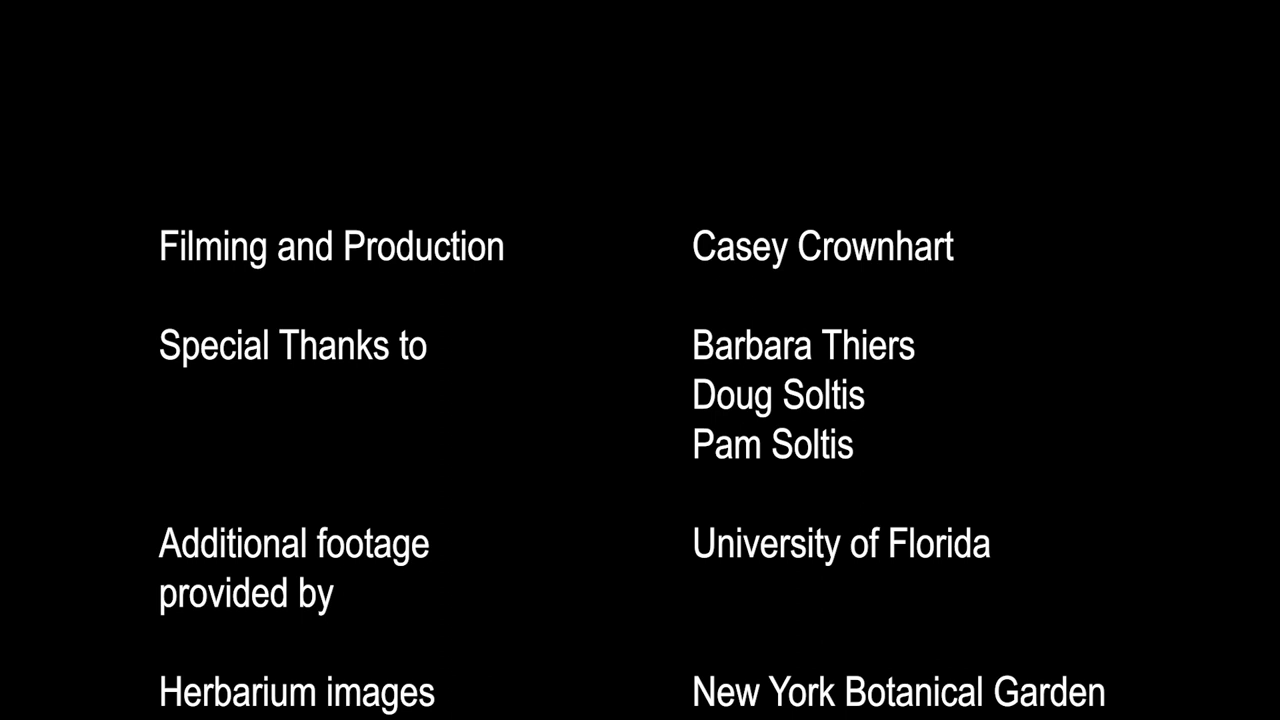 Filming and Production Casey Crownhart
Special Thanks to Barbara Thiers
Doug Soltis
Pam Soltis
Additional footage University of Florida
provided by
Herbarium images New York Botanical Garden